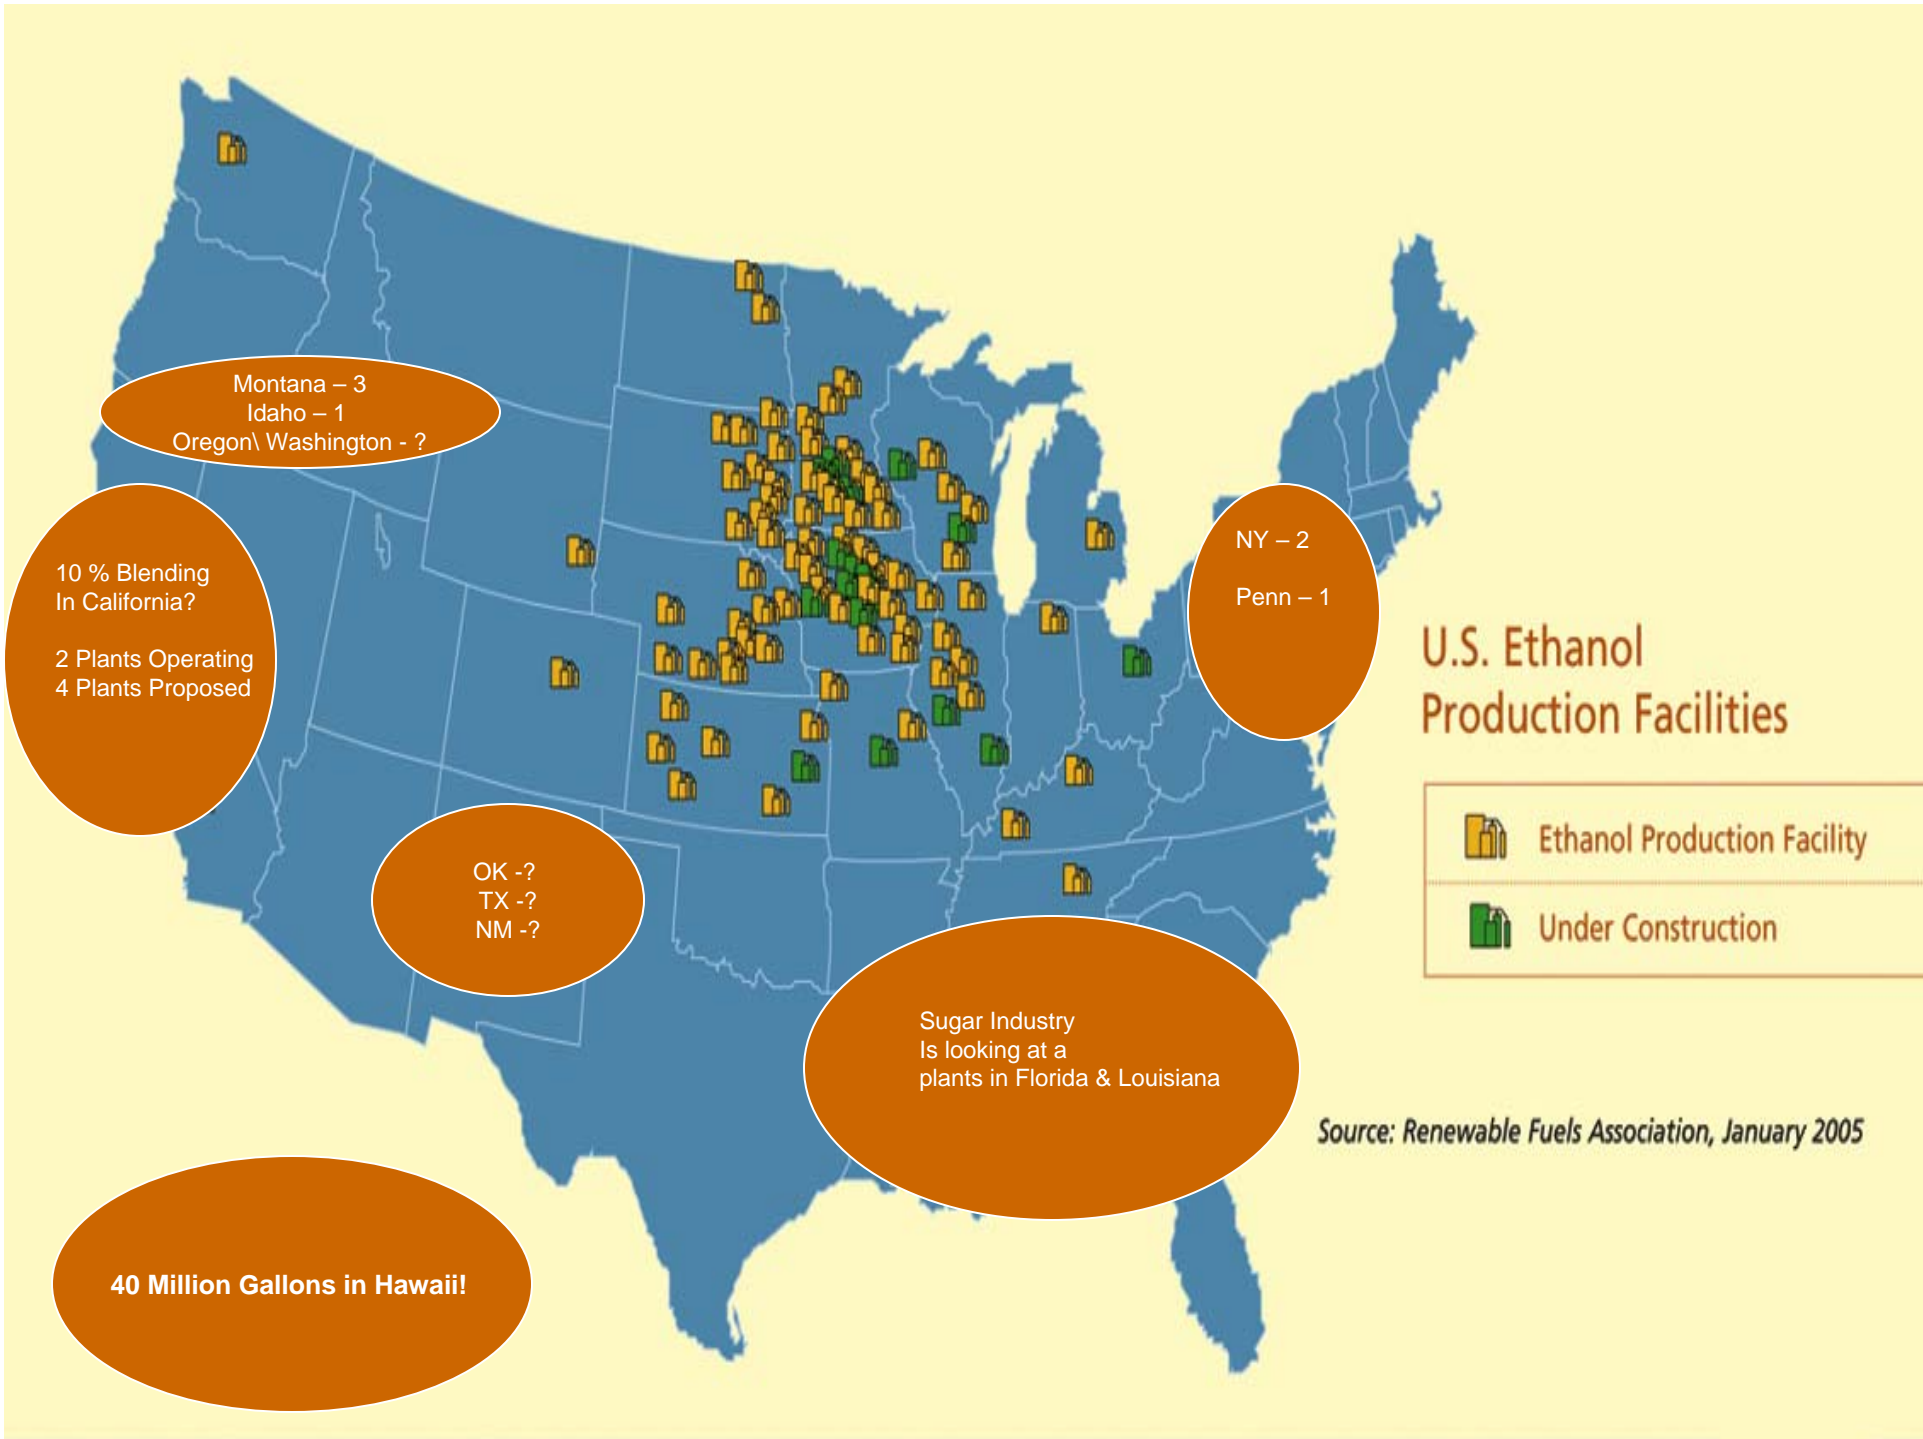 Montana – 3
Idaho – 1
Oregon\ Washington - ?
10 % Blending
In California?
2 Plants Operating
4 Plants Proposed
NY – 2
Penn – 1
U.S. Ethanol
Production Facilities
Ethanol Production Facility
Under Construction
OK -?
TX -?
NM -?
Sugar Industry
Is looking at a
plants in Florida & Louisiana
Source: Renewable Fuels Association, January 2005
40 Million Gallons in Hawaii!